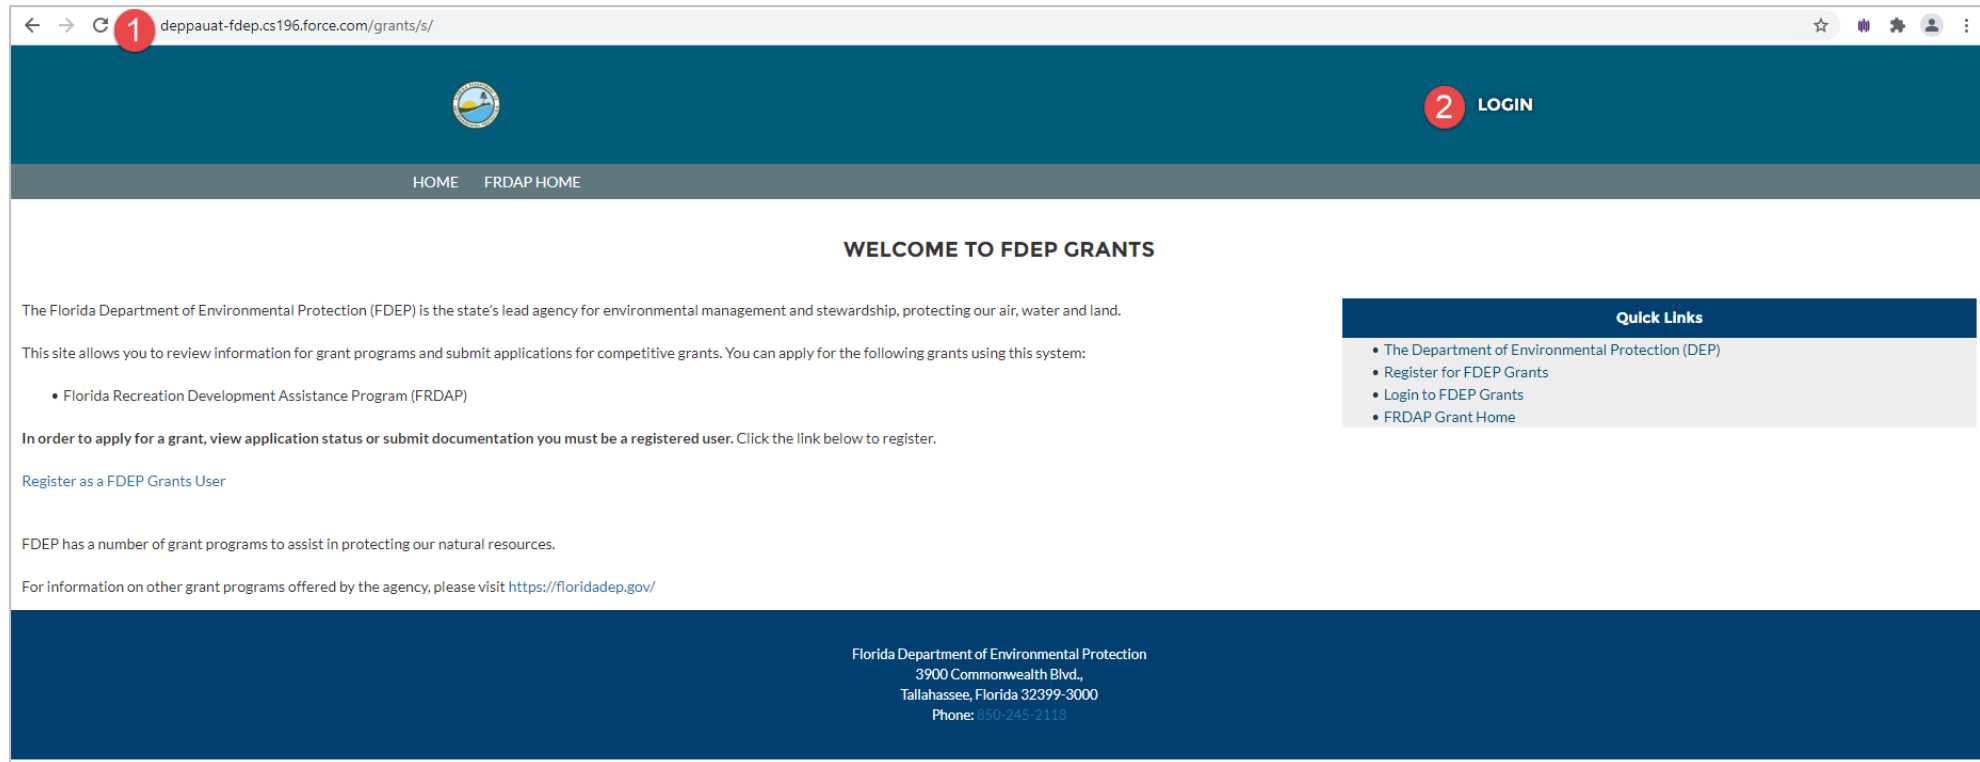 1 deppauat-fdep.cs196.force.com/grants/s/
2 LOGIN
HOME FRDAP HOME
WELCOME TO FDEP GRANTS
The Florida Department of Environmental Protection (FDEP) is the state's lead agency for environmental management and stewardship, protecting our air, water and land.
This site allows you to review information for grant programs and submit applications for competitive grants. You can apply for the following grants using this system:
• Florida Recreation Development Assistance Program (FRDAP)
In order to apply for a grant, view application status or submit documentation you must be a registered user. Click the link below to register.
Register as a FDEP Grants User
FDEP has a number of grant programs to assist in protecting our natural resources.
For information on other grant programs offered by the agency, please visit https://floridadep.gov/
Quick Links
• The Department of Environmental Protection (DEP)
• Register for FDEP Grants
• Login to FDEP Grants
• FRDAP Grant Home
Florida Department of Environmental Protection
3900 Commonwealth Blvd.,
Tallahassee, Florida 32399-3000
Phone: 850-245-2118